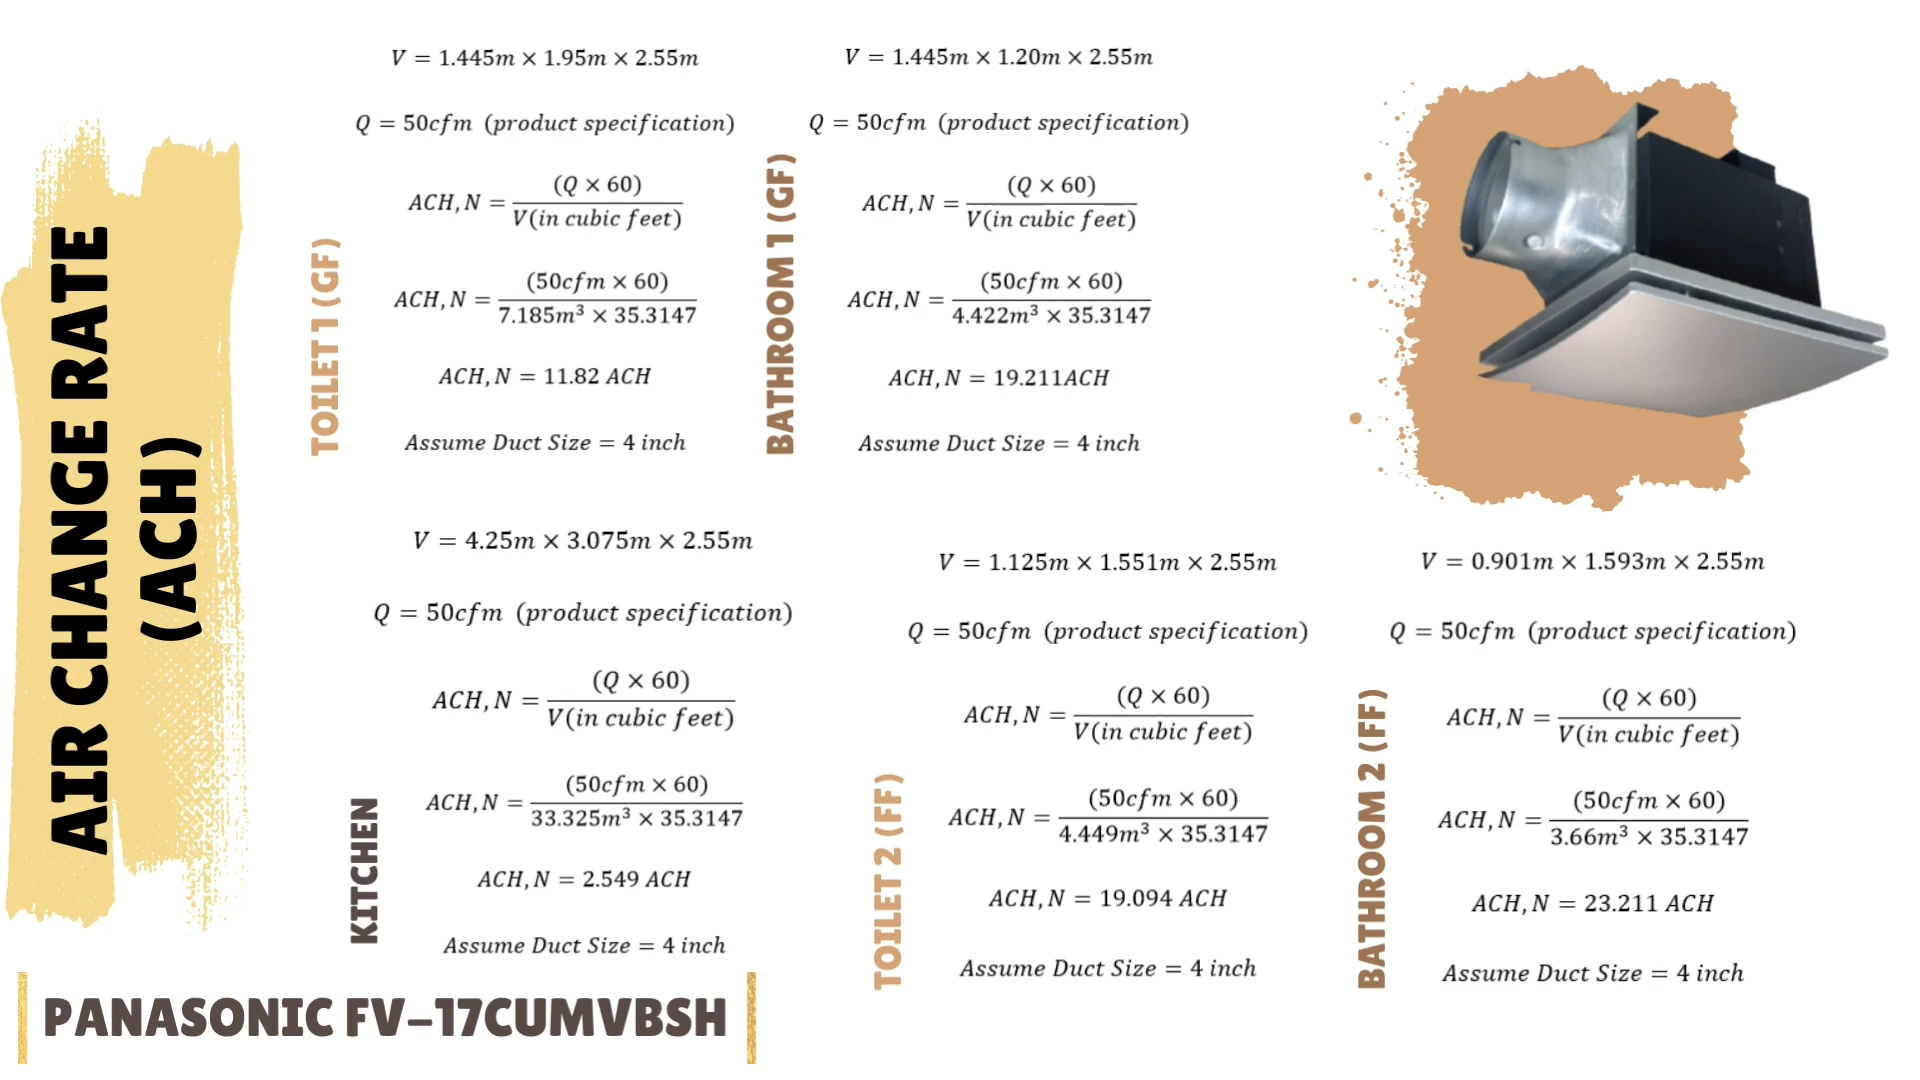 AIR CHANGE RATE
(ACH)
TOILET 1 (GF)
V = 1.445m × 1.95m × 2.55m
Q = 50cfm (product specification)
ACH, N = (Q × 60) / V(in cubic feet)
ACH, N = (50cfm × 60) / 7.185m³ × 35.3147
ACH, N = 11.82 ACH
Assume Duct Size = 4 inch
BATHROOM 1 (GF)
V = 1.445m × 1.20m × 2.55m
Q = 50cfm (product specification)
ACH, N = (Q × 60) / V(in cubic feet)
ACH, N = (50cfm × 60) / 4.422m³ × 35.3147
ACH, N = 19.211ACH
Assume Duct Size = 4 inch
KITCHEN
V = 4.25m × 3.075m × 2.55m
Q = 50cfm (product specification)
ACH, N = (Q × 60) / V(in cubic feet)
ACH, N = (50cfm × 60) / 33.325m³ × 35.3147
ACH, N = 2.549 ACH
Assume Duct Size = 4 inch
TOILET 2 (FF)
V = 1.125m × 1.551m × 2.55m
Q = 50cfm (product specification)
ACH, N = (Q × 60) / V(in cubic feet)
ACH, N = (50cfm × 60) / 4.449m³ × 35.3147
ACH, N = 19.094 ACH
Assume Duct Size = 4 inch
BATHROOM 2 (FF)
V = 0.901m × 1.593m × 2.55m
Q = 50cfm (product specification)
ACH, N = (Q × 60) / V(in cubic feet)
ACH, N = (50cfm × 60) / 3.66m³ × 35.3147
ACH, N = 23.211 ACH
Assume Duct Size = 4 inch
PANASONIC FV-17CUMVBSH